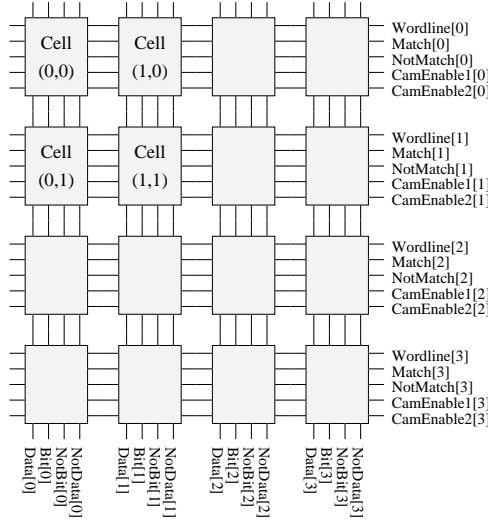 Cell
(0,0)
Cell
(1,0)
Wordline[0]
Match[0]
NotMatch[0]
CamEnable1[0]
CamEnable2[0]
Cell
(0,1)
Cell
(1,1)
Wordline[1]
Match[1]
NotMatch[1]
CamEnable1[1]
CamEnable2[1]
Wordline[2]
Match[2]
NotMatch[2]
CamEnable1[2]
CamEnable2[2]
Wordline[3]
Match[3]
NotMatch[3]
CamEnable1[3]
CamEnable2[3]
Data[0]
Bit[0]
NotBit[0]
NotData[0]
Data[1]
Bit[1]
NotBit[1]
NotData[1]
Data[2]
Bit[2]
NotBit[2]
NotData[2]
Data[3]
Bit[3]
NotBit[3]
NotData[3]